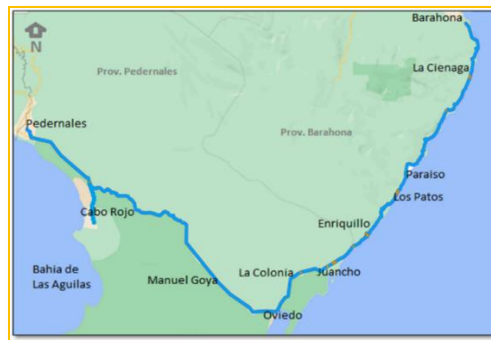 Barahona
N
La Cienaga
Prov. Pedernales
Pedernales
Prov. Barahona
Paraiso
Los Patos
Cabo Rojo
Enriquillo
Bahia de
Las Aguilas
La Colonia
Juancho
Manuel Goya
Oviedo